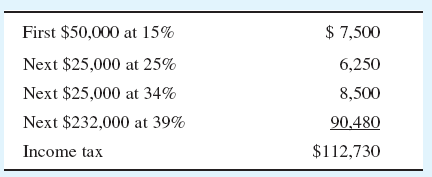 First $50,000 at 15% $ 7,500
Next $25,000 at 25% 6,250
Next $25,000 at 34% 8,500
Next $232,000 at 39% 90,480
Income tax $112,730